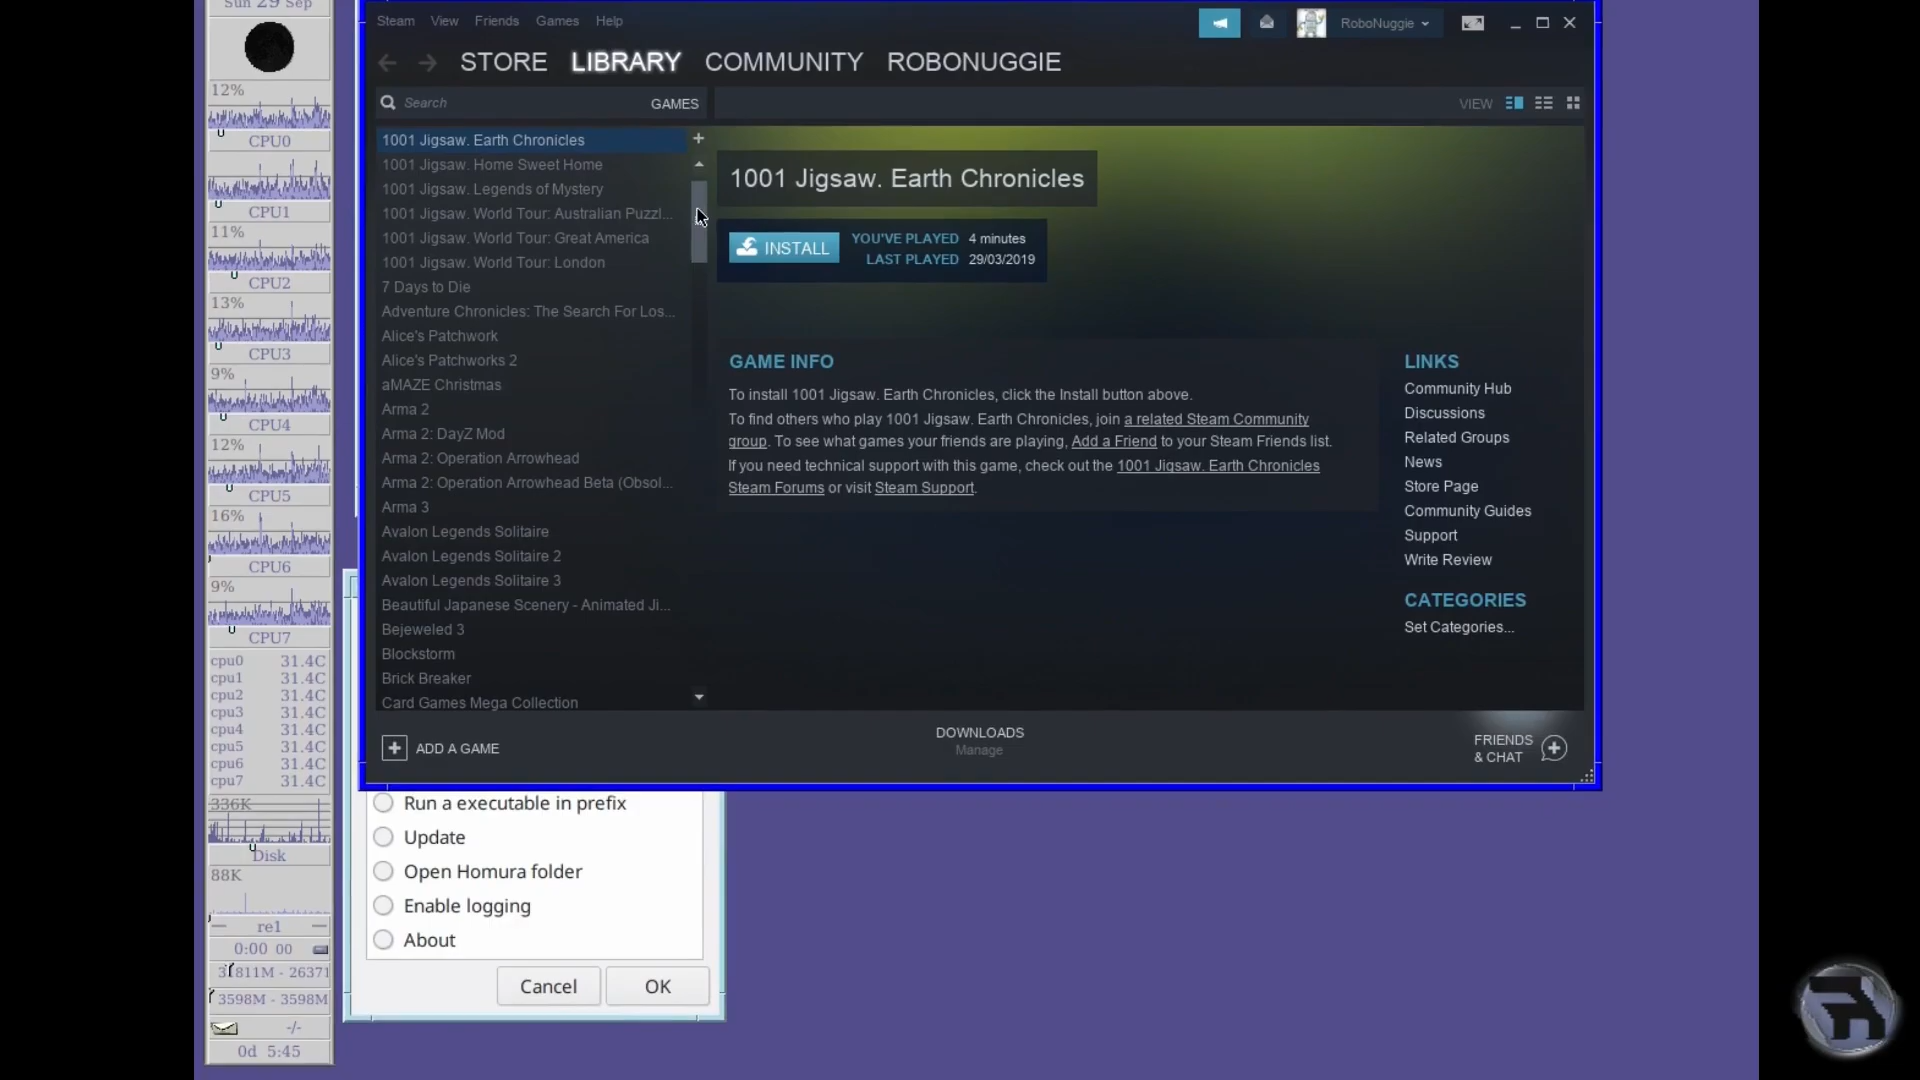 Sun 29 Sep
12%
CPU0
CPU1
11%
CPU2
13%
CPU3
9%
CPU4
12%
CPU5
16%
CPU6
9%
CPU7
cpu0 31.4C
cpu1 31.4C
cpu2 31.4C
cpu3 31.4C
cpu4 31.4C
cpu5 31.4C
cpu6 31.4C
cpu7 31.4C
336K
Disk
88K
re1
0:00 00
3598M - 3598M
-/-
0d 5:45
Steam View Friends Games Help
RoboNuggie
STORE LIBRARY COMMUNITY ROBONUGGIE
Search GAMES
VIEW
1001 Jigsaw. Earth Chronicles
1001 Jigsaw. Home Sweet Home
1001 Jigsaw. Legends of Mystery
1001 Jigsaw. World Tour: Australian Puzzl...
1001 Jigsaw. World Tour: Great America
1001 Jigsaw. World Tour: London
7 Days to Die
Adventure Chronicles: The Search For Los...
Alice's Patchwork
Alice's Patchworks 2
aMAZE Christmas
Arma 2
Arma 2: DayZ Mod
Arma 2: Operation Arrowhead
Arma 2: Operation Arrowhead Beta (Obsol...
Arma 3
Avalon Legends Solitaire
Avalon Legends Solitaire 2
Avalon Legends Solitaire 3
Beautiful Japanese Scenery - Animated Ji...
Bejeweled 3
Blockstorm
Brick Breaker
Card Games Mega Collection
1001 Jigsaw. Earth Chronicles
INSTALL
YOU'VE PLAYED 4 minutes
LAST PLAYED 29/03/2019
GAME INFO
To install 1001 Jigsaw. Earth Chronicles, click the Install button above.
To find others who play 1001 Jigsaw. Earth Chronicles, join a related Steam Community
group. To see what games your friends are playing, Add a Friend to your Steam Friends list.
If you need technical support with this game, check out the 1001 Jigsaw. Earth Chronicles
Steam Forums or visit Steam Support.
LINKS
Community Hub
Discussions
Related Groups
News
Store Page
Community Guides
Support
Write Review
CATEGORIES
Set Categories...
ADD A GAME
DOWNLOADS
Manage
FRIENDS
& CHAT
Run a executable in prefix
Update
Open Homura folder
Enable logging
About
Cancel OK